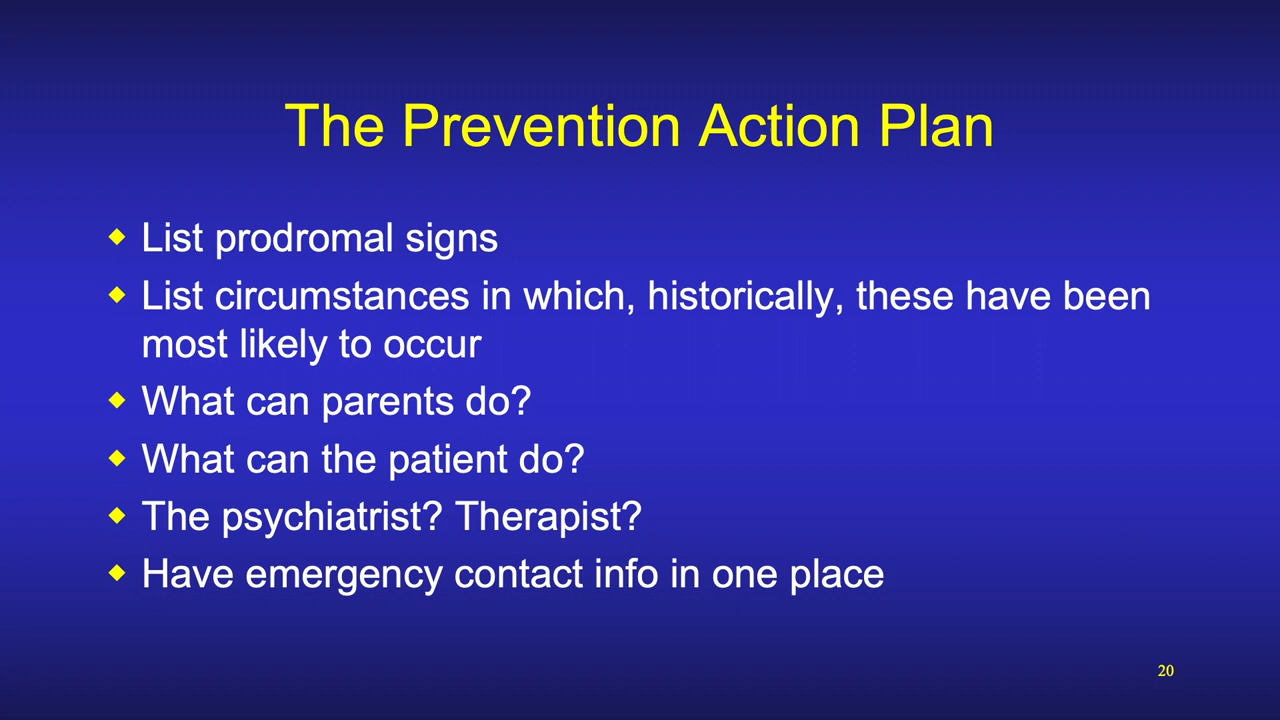 The Prevention Action Plan
List prodromal signs
List circumstances in which, historically, these have been
most likely to occur
What can parents do?
What can the patient do?
The psychiatrist? Therapist?
Have emergency contact info in one place
20